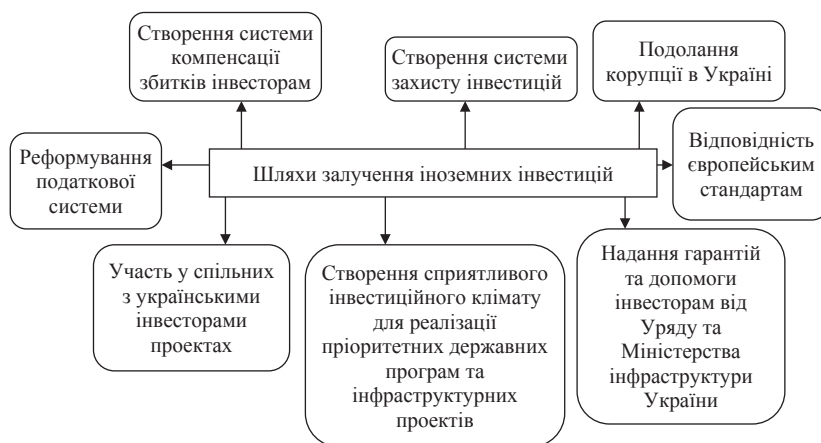 Створення системи
компенсації
збитків інвесторам
Створення системи
захисту інвестицій
Подолання
корупції в Україні
Реформування
податкової
системи
Шляхи залучення іноземних інвестицій
Відповідність
європейським
стандартам
Участь у спільних
з українськими
інвесторами
проектах
Створення сприятливого
інвестиційного клімату
для реалізації
пріоритетних державних
програм та
інфраструктурних
проектів
Надання гарантій
та допомоги
інвесторам від
Уряду та
Міністерства
інфраструктури
України